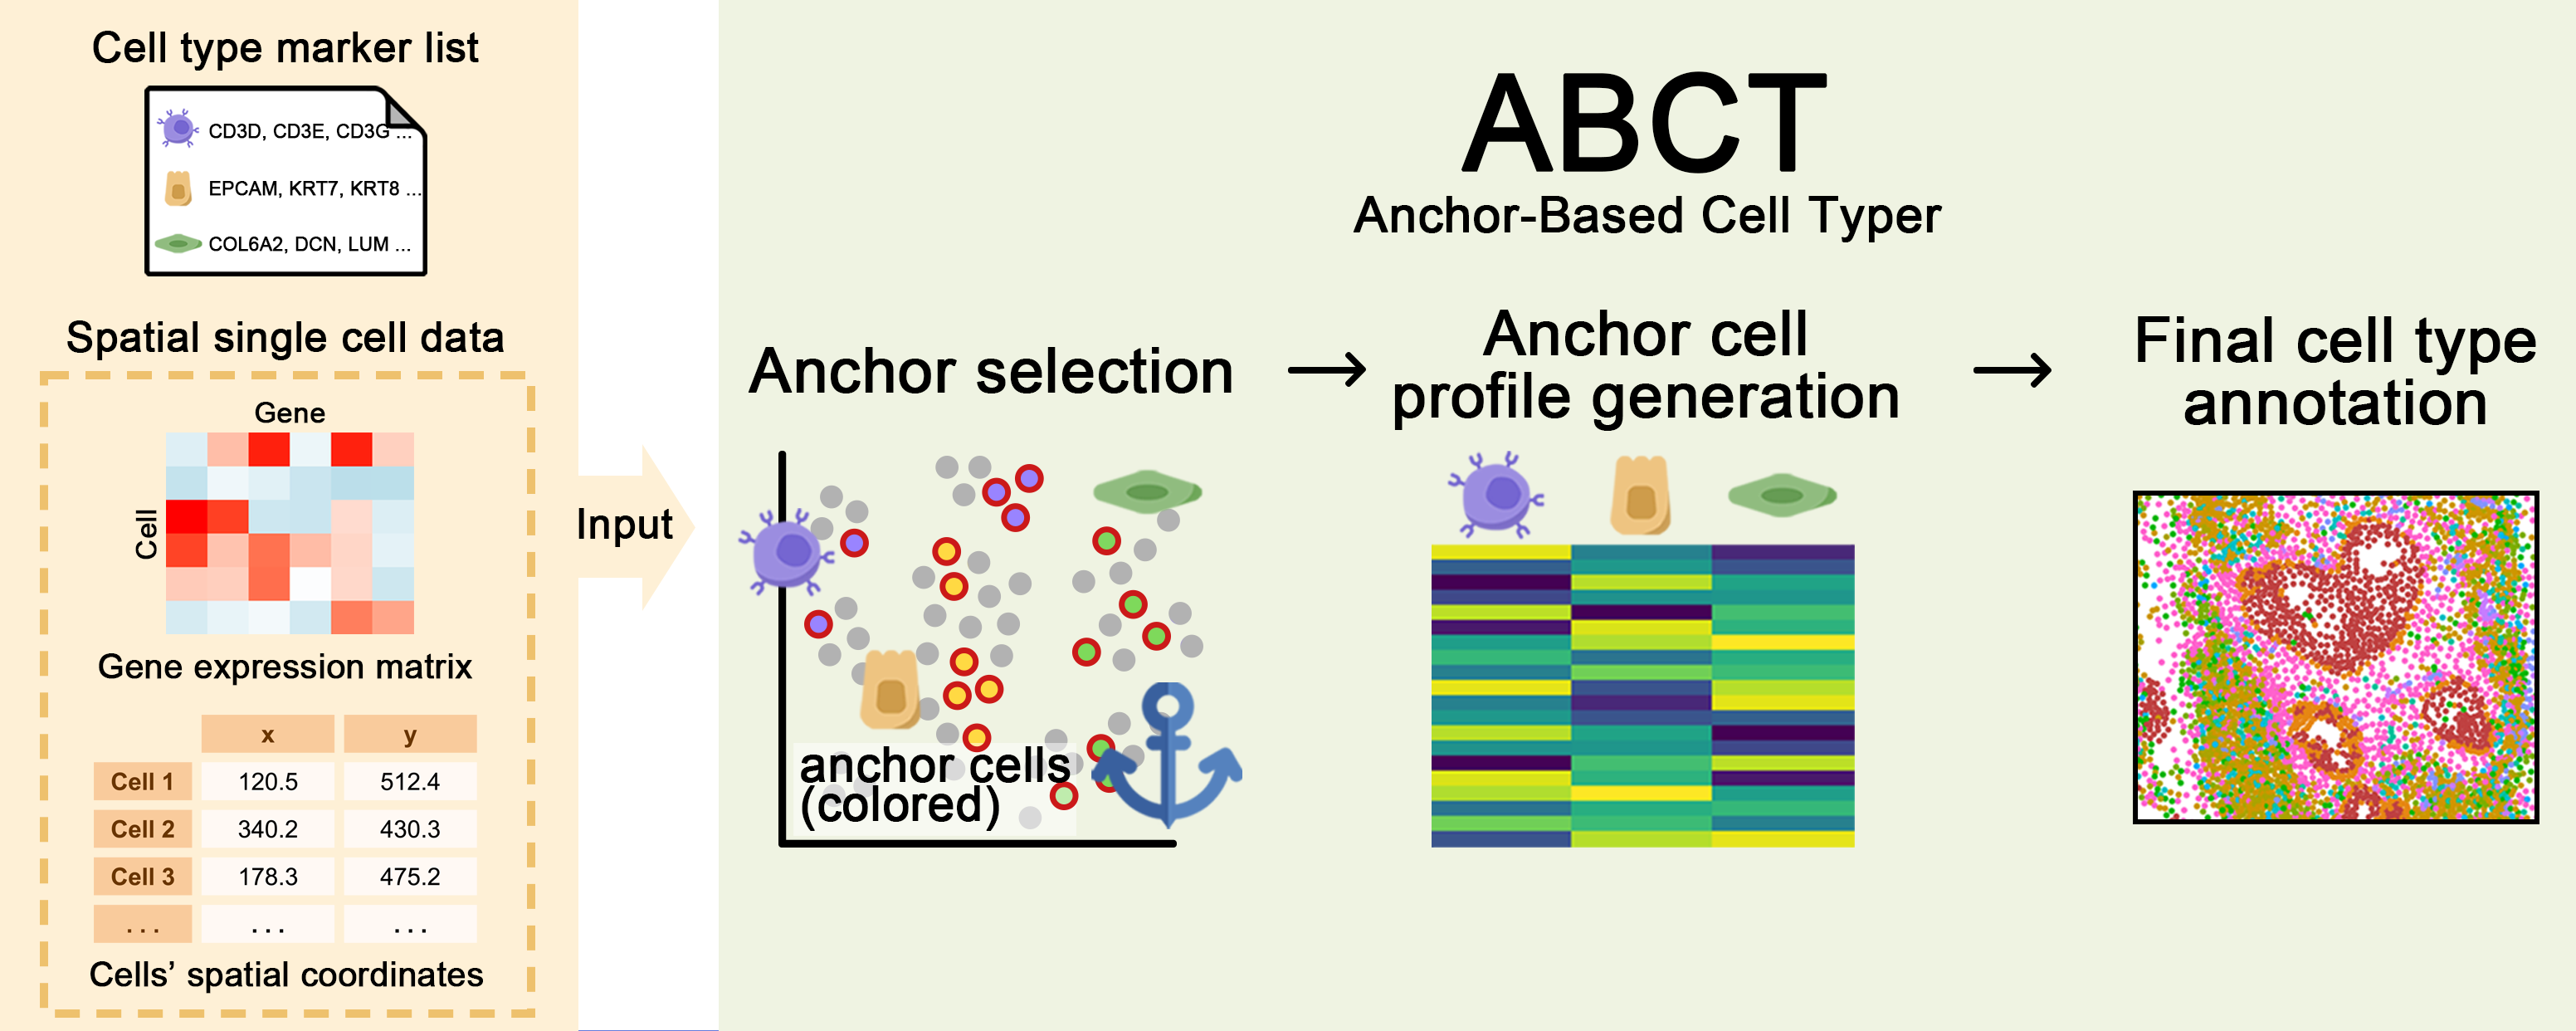 Cell type marker list
CD3D, CD3E, CD3G ...
EPCAM, KRT7, KRT8 ...
COL6A2, DCN, LUM ...
Spatial single cell data
Gene
Cell
Gene expression matrix
x y
Cell 1 120.5 512.4
Cell 2 340.2 430.3
Cell 3 178.3 475.2
... ... ...
Cells’ spatial coordinates
Input
ABCT
Anchor-Based Cell Typer
Anchor selection
anchor cells
(colored)
→
Anchor cell
profile generation
→
Final cell type
annotation